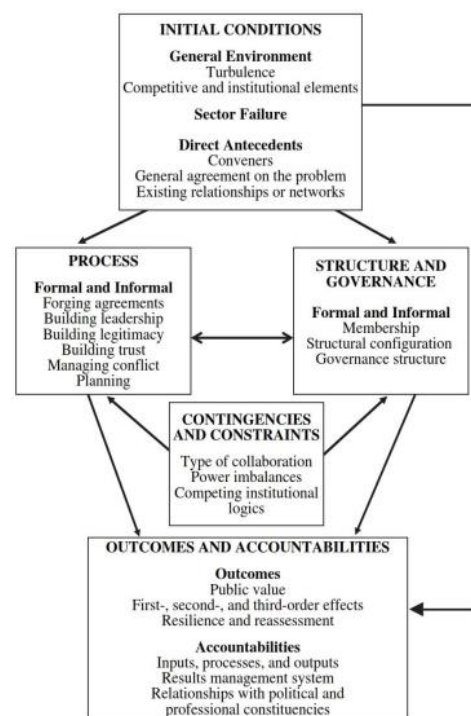 INITIAL CONDITIONS
General Environment
Turbulence
Competitive and institutional elements
Sector Failure
Direct Antecedents
Conveners
General agreement on the problem
Existing relationships or networks
PROCESS
Formal and Informal
Forging agreements
Building leadership
Building legitimacy
Building trust
Managing conflict
Planning
STRUCTURE AND
GOVERNANCE
Formal and Informal
Membership
Structural configuration
Governance structure
CONTINGENCIES
AND CONSTRAINTS
Type of collaboration
Power imbalances
Competing institutional
logics
OUTCOMES AND ACCOUNTABILITIES
Outcomes
Public value
First-, second-, and third-order effects
Resilience and reassessment
Accountabilities
Inputs, processes, and outputs
Results management system
Relationships with political and
professional constituencies